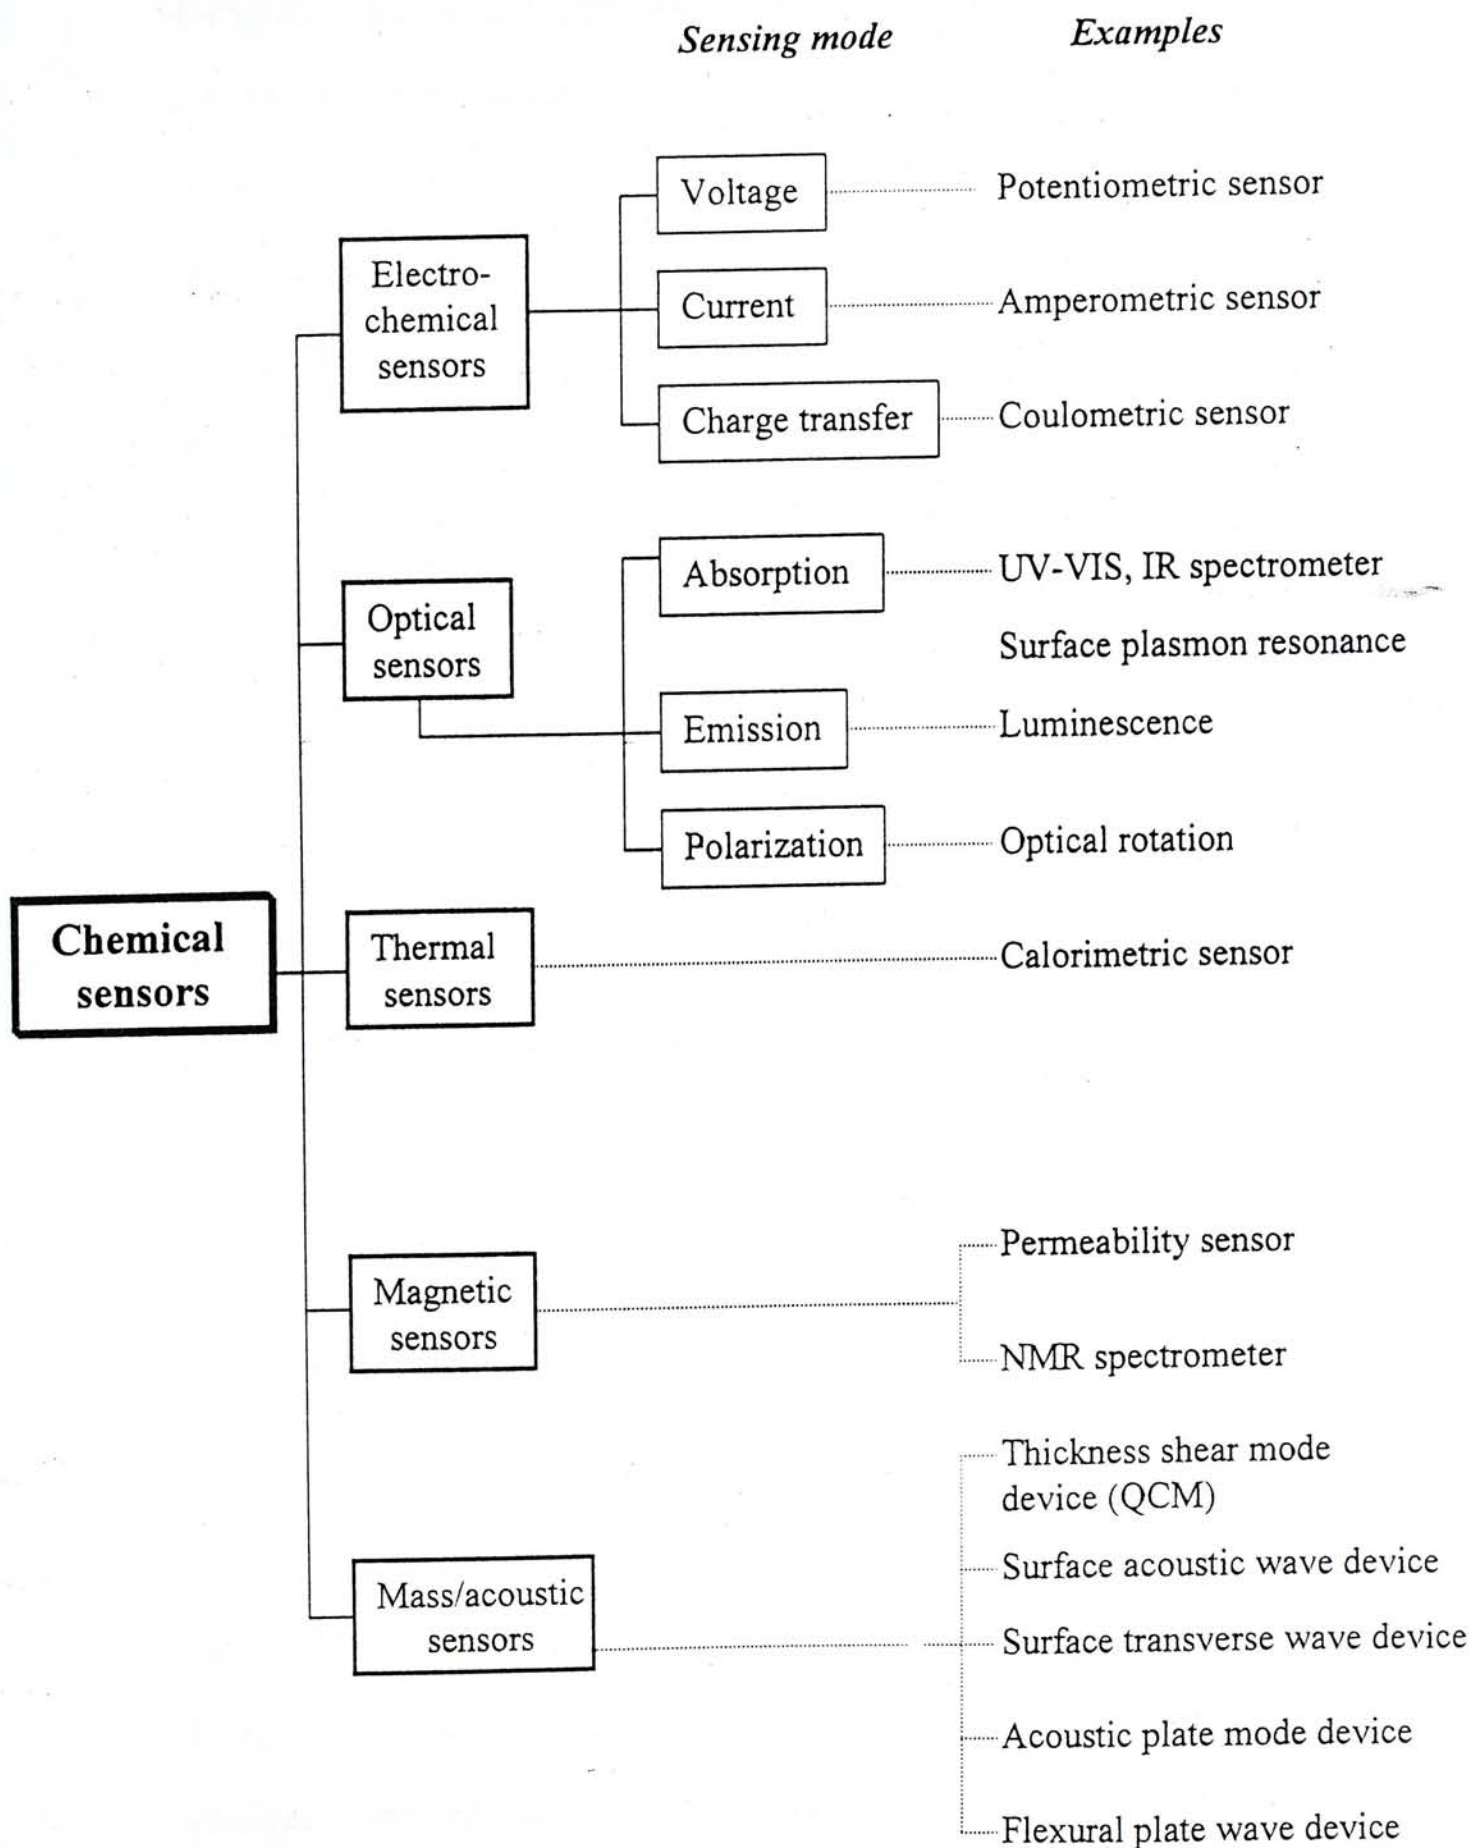 Sensing mode Examples
Voltage Potentiometric sensor
Electro-
chemical
sensors
Current Amperometric sensor
Charge transfer Coulometric sensor
Absorption UV-VIS, IR spectrometer
Optical
sensors
Surface plasmon resonance
Emission Luminescence
Polarization Optical rotation
Chemical
sensors
Thermal
sensors
Calorimetric sensor
Magnetic
sensors
Permeability sensor
NMR spectrometer
Mass/acoustic
sensors
Thickness shear mode
device (QCM)
Surface acoustic wave device
Surface transverse wave device
Acoustic plate mode device
Flexural plate wave device